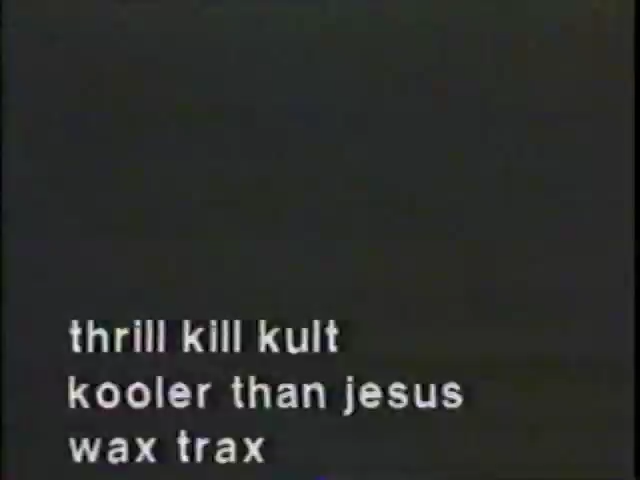 thrill kill kult
kooler than jesus
wax trax